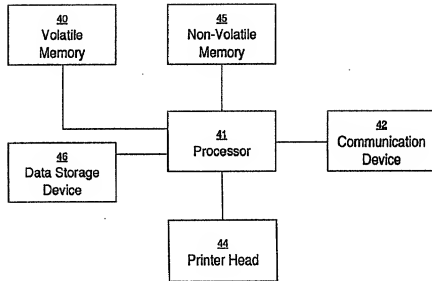 40
Volatile
Memory
45
Non-Volatile
Memory
41
Processor
42
Communication
Device
46
Data Storage
Device
44
Printer Head